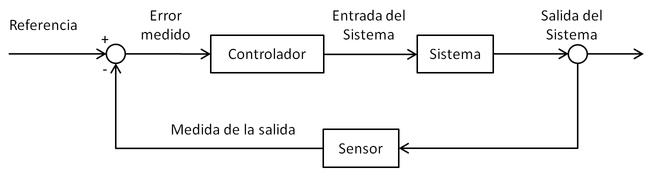 Referencia
+
-
Error
medido
Controlador
Entrada del
Sistema
Sistema
Salida del
Sistema
Medida de la salida
Sensor